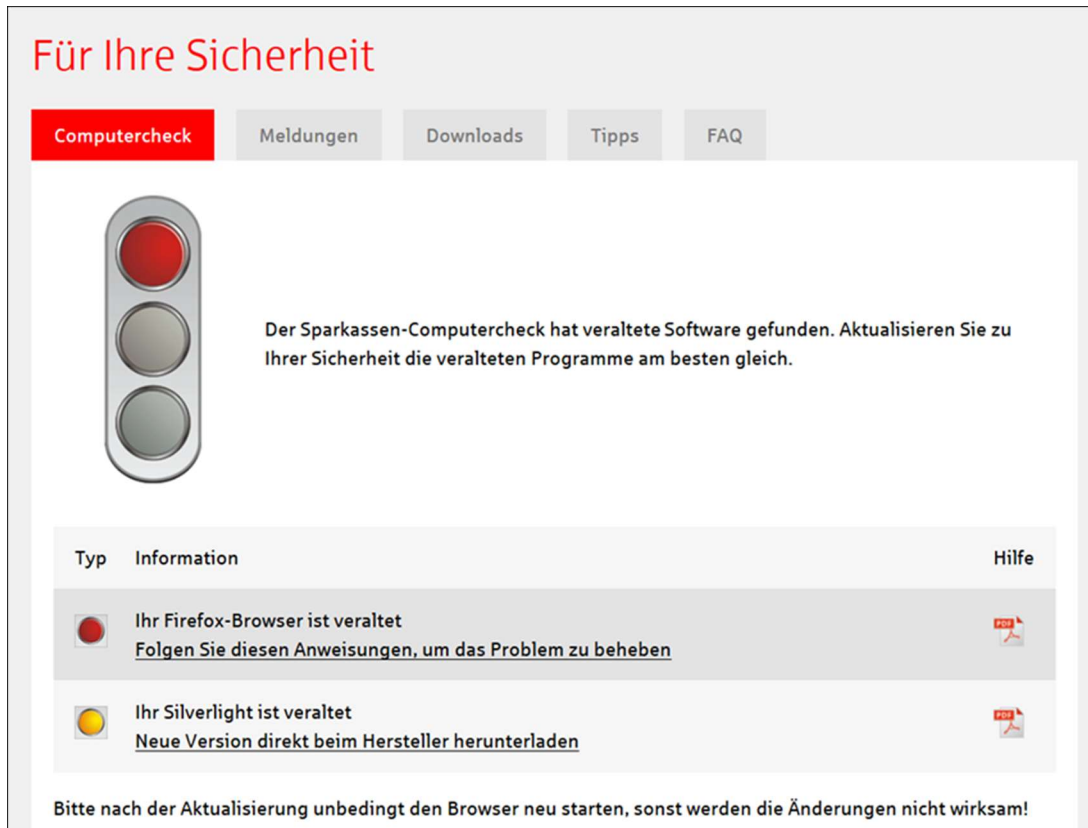 Für Ihre Sicherheit
Computercheck Meldungen Downloads Tipps FAQ
Der Sparkassen-Computercheck hat veraltete Software gefunden. Aktualisieren Sie zu
Ihrer Sicherheit die veralteten Programme am besten gleich.
Typ Information Hilfe
Ihr Firefox-Browser ist veraltet
Folgen Sie diesen Anweisungen, um das Problem zu beheben
PDF
Ihr Silverlight ist veraltet
Neue Version direkt beim Hersteller herunterladen
PDF
Bitte nach der Aktualisierung unbedingt den Browser neu starten, sonst werden die Änderungen nicht wirksam!